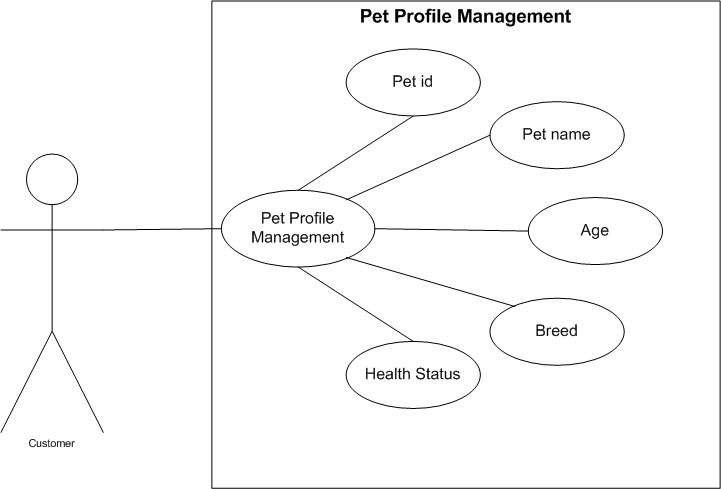 Pet Profile Management
Pet id
Pet name
Pet Profile
Management
Age
Breed
Health Status
Customer